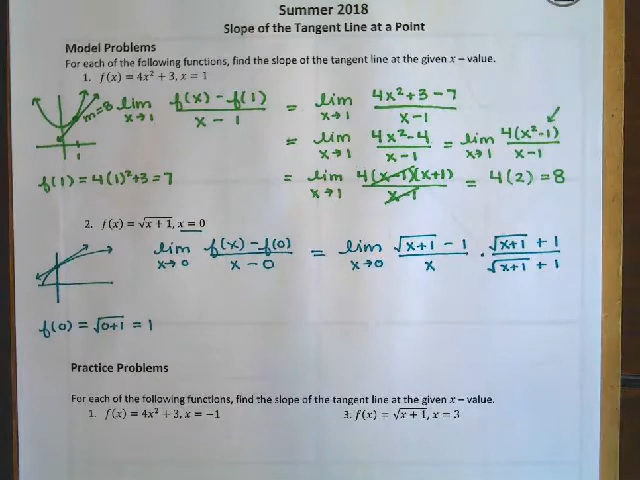 Summer 2018
Slope of the Tangent Line at a Point
Model Problems
For each of the following functions, find the slope of the tangent line at the given x – value.
1. f(x) = 4x² + 3, x = 1
m=8 lim x→1 f(x) − f(1) / x − 1 = lim x→1 4x²+3−7 / x−1
= lim x→1 4x²−4 / x−1 = lim x→1 4(x²−1) / x−1
f(1) = 4(1)²+3 = 7 = lim x→1 4(x−1)(x+1) / x−1 = 4(2) = 8
1
2. f(x) = √(x + 1), x = 0
lim x→0 f(x) − f(0) / x − 0 = lim x→0 √(x+1) − 1 / x · √(x+1) + 1 / √(x+1) + 1
f(0) = √(0+1) = 1
Practice Problems
For each of the following functions, find the slope of the tangent line at the given x – value.
1. f(x) = 4x² + 3, x = −1 3. f(x) = √(x + 1), x = 3